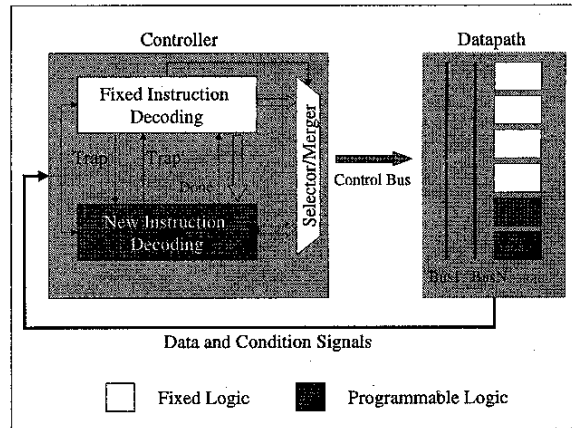 Controller
Datapath
Fixed Instruction
Decoding
Trap
Trap
Done
Selector/Merger
Control Bus
New Instruction
Decoding
Bus1
BusN
Data and Condition Signals
Fixed Logic
Programmable Logic